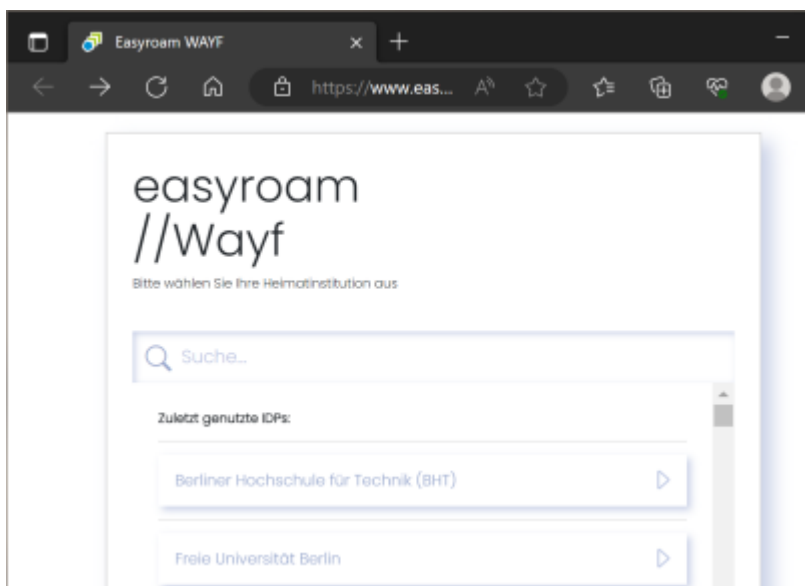 Easyroam WAYF
https://www.eas...
easyroam
//Wayf
Bitte wählen Sie Ihre Heimatinstitution aus
Suche...
Zuletzt genutzte IDPs:
Berliner Hochschule für Technik (BHT)
Freie Universität Berlin